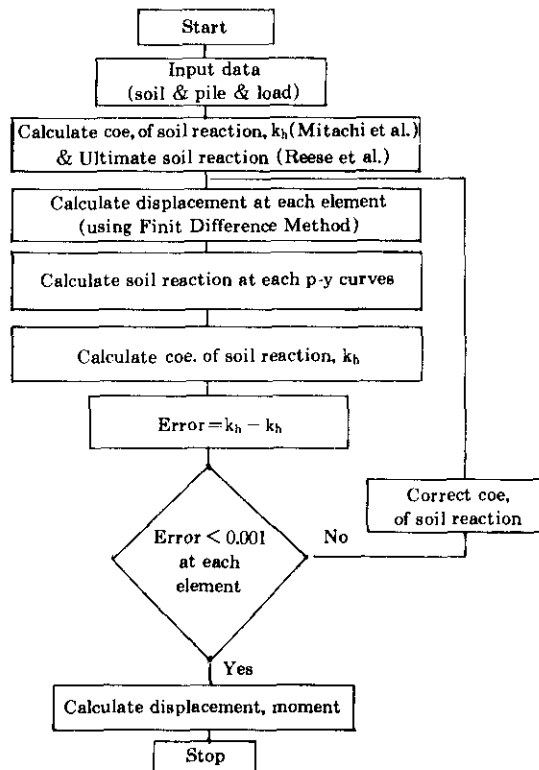 Start
Input data
(soil & pile & load)
Calculate coe, of soil reaction, kh(Mitachi et al.)
& Ultimate soil reaction (Reese et al.)
Calculate displacement at each element
(using Finit Difference Method)
Calculate soil reaction at each p-y curves
Calculate coe. of soil reaction, kh
Error=kh – kh
Error < 0.001
at each
element
No
Correct coe,
of soil reaction
Yes
Calculate displacement, moment
Stop